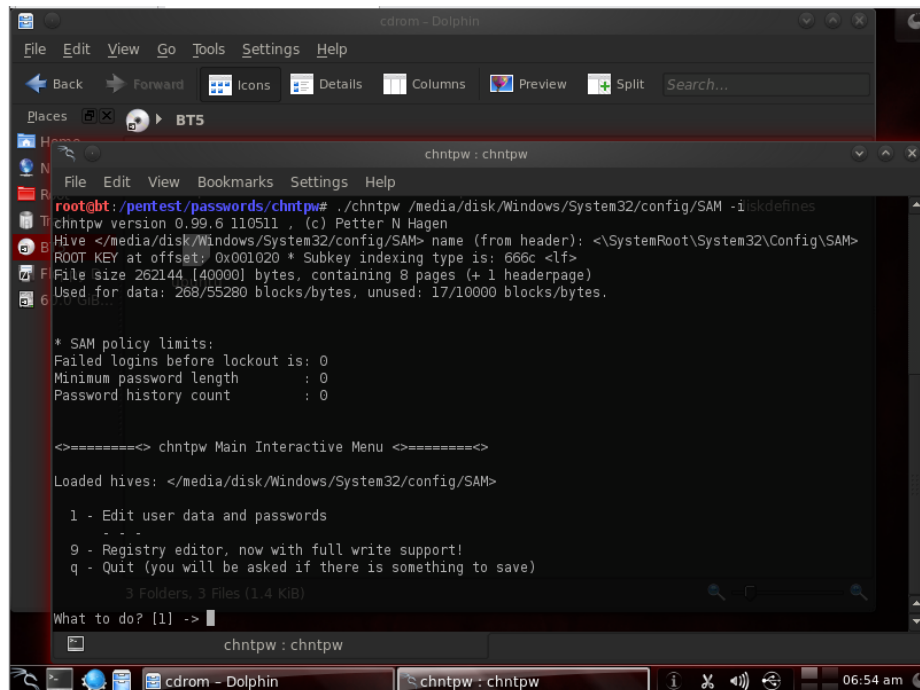 cdrom – Dolphin
File Edit View Go Tools Settings Help
Back Forward Icons Details Columns Preview Split Search...
Places BT5
chntpw : chntpw
File Edit View Bookmarks Settings Help
root@bt:/pentest/passwords/chntpw# ./chntpw /media/disk/Windows/System32/config/SAM -i
chntpw version 0.99.6 110511 , (c) Petter N Hagen
Hive </media/disk/Windows/System32/config/SAM> name (from header): <\SystemRoot\System32\Config\SAM>
ROOT KEY at offset: 0x001020 * Subkey indexing type is: 666c <lf>
File size 262144 [40000] bytes, containing 8 pages (+ 1 headerpage)
Used for data: 268/55280 blocks/bytes, unused: 17/10000 blocks/bytes.
* SAM policy limits:
Failed logins before lockout is: 0
Minimum password length : 0
Password history count : 0
<>========<> chntpw Main Interactive Menu <>========<>
Loaded hives: </media/disk/Windows/System32/config/SAM>
1 - Edit user data and passwords
- - -
9 - Registry editor, now with full write support!
q - Quit (you will be asked if there is something to save)
3 Folders, 3 Files (1.4 KiB)
What to do? [1] ->
chntpw : chntpw
cdrom – Dolphin chntpw : chntpw 06:54 am